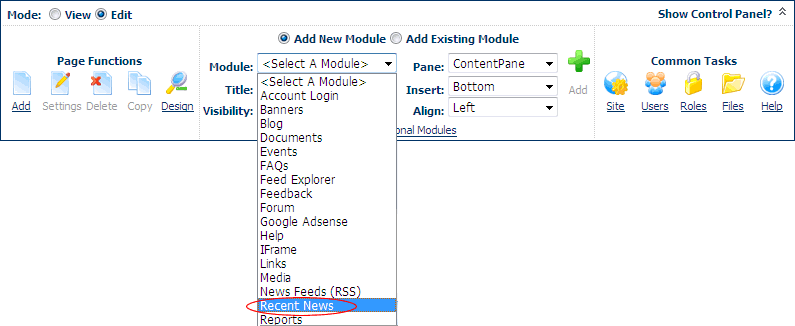 Mode: View Edit Show Control Panel?
Add New Module Add Existing Module
Page Functions
Common Tasks
Module: <Select A Module> Pane: ContentPane
Title: Insert: Bottom
Visibility: Align: Left
Add Settings Delete Copy Design
Add
Site Users Roles Files Help
onal Modules
<Select A Module>
Account Login
Banners
Blog
Documents
Events
FAQs
Feed Explorer
Feedback
Forum
Google Adsense
Help
IFrame
Links
Media
News Feeds (RSS)
Recent News
Reports